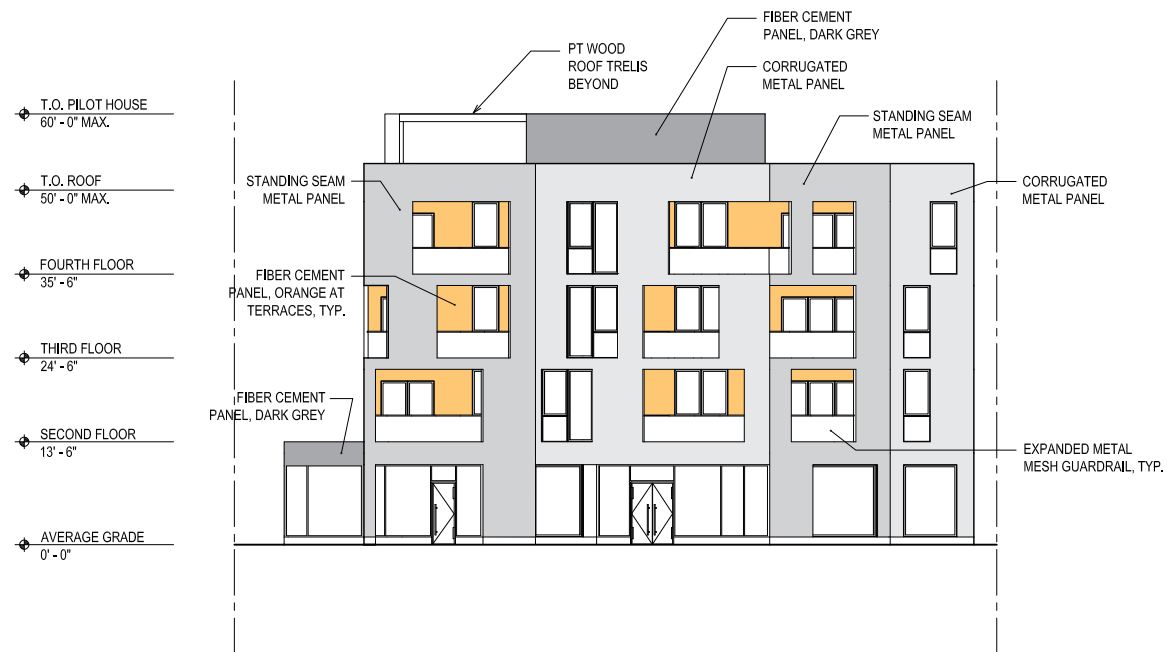 FIBER CEMENT
PANEL, DARK GREY
PT WOOD
ROOF TRELIS
BEYOND
CORRUGATED
METAL PANEL
T.O. PILOT HOUSE
60' - 0" MAX.
STANDING SEAM
METAL PANEL
STANDING SEAM
METAL PANEL
CORRUGATED
METAL PANEL
T.O. ROOF
50' - 0" MAX.
FOURTH FLOOR
35' - 6"
FIBER CEMENT
PANEL, ORANGE AT
TERRACES, TYP.
THIRD FLOOR
24' - 6"
FIBER CEMENT
PANEL, DARK GREY
SECOND FLOOR
13' - 6"
EXPANDED METAL
MESH GUARDRAIL, TYP.
AVERAGE GRADE
0' - 0"